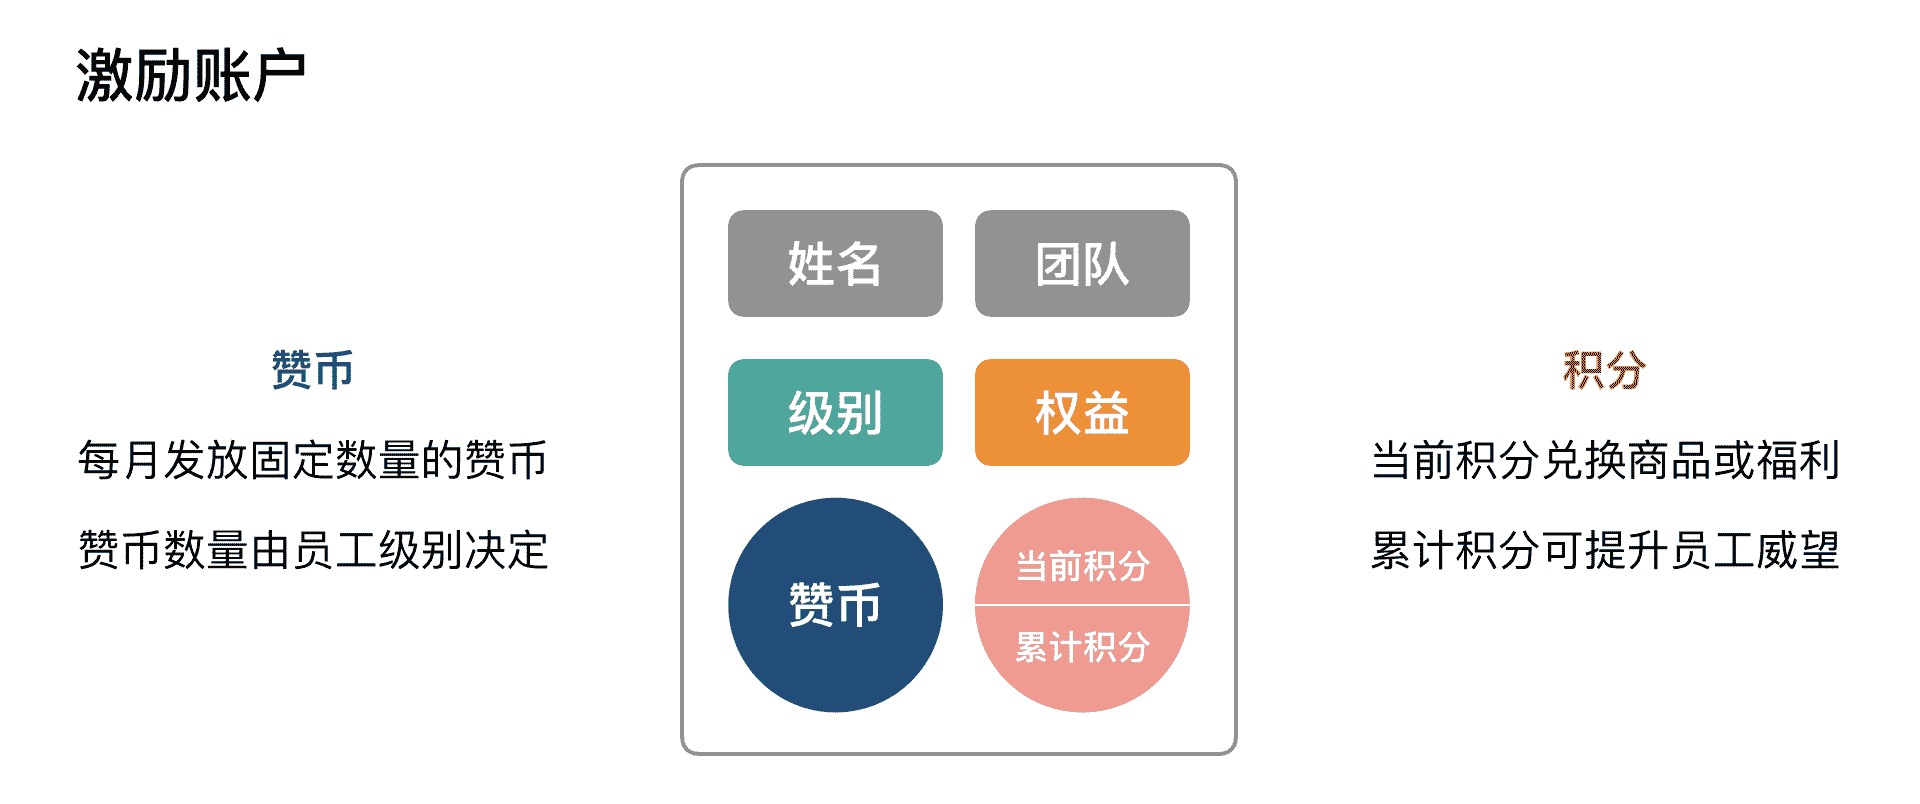 激励账户
赞币
每月发放固定数量的赞币
赞币数量由员工级别决定
姓名
团队
级别
权益
赞币
当前积分
累计积分
积分
当前积分兑换商品或福利
累计积分可提升员工威望